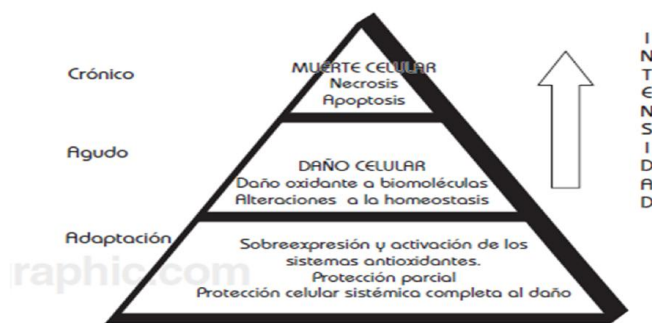 Crónico
MUERTE CELULAR
Necrosis
Apoptosis
Agudo
DAÑO CELULAR
Daño oxidante a biomoléculas
Alteraciones a la homeostasis
Adaptación
Sobreexpresión y activación de los
sistemas antioxidantes.
Protección parcial
Protección celular sistémica completa al daño
raphic.com
INTENSIDAD